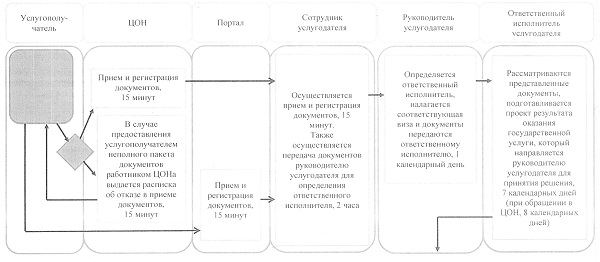 Услугополу-
чатель
ЦОН
Портал
Сотрудник
услугодателя
Руководитель
услугодателя
Ответственный
исполнитель
услугодателя
Прием и регистрация
документов,
15 минут
В случае
предоставления
услугополучателем
неполного пакета
документов
работником ЦОНа
выдается расписка
об отказе в приеме
документов,
15 минут
Прием и
регистрация
документов,
15 минут
Осуществляется
прием и регистрация
документов, 15
минут.
Также
осуществляется
передача документов
руководителю
услугодателя для
определения
ответственного
исполнителя, 2 часа
Определяется
ответственный
исполнитель,
налагается
соответствующая
виза и документы
передаются
ответственному
исполнителю, 1
календарный день
Рассматриваются
представленные
документы,
подготавливается
проект результата
оказания
государственной
услуги, который
направляется
руководителю
услугодателя для
принятия решения,
7 календарных дней
(при обращении в
ЦОН, 8 календарных
дней)